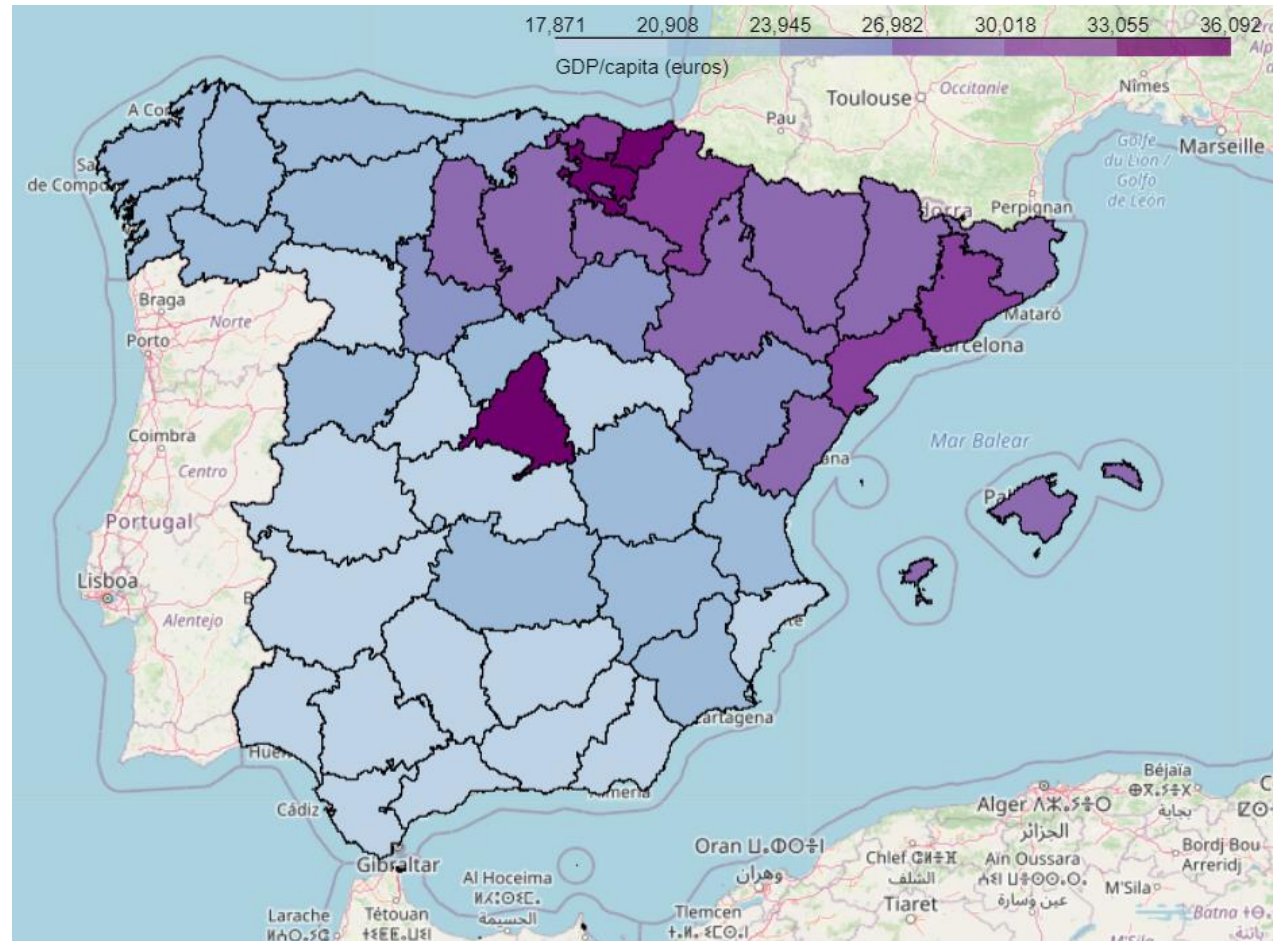 17,871 20,908 23,945 26,982 30,018 33,055 36,092
GDP/capita (euros)
Toulouse
Occitanie
Nîmes
Pau
Marseille
Golfe
du Lion /
Golfo
de León
Perpignan
Braga
Norte
Porto
Mataró
Barcelona
Coimbra
Centro
Mar Balear
Portugal
Lisboa
Alentejo
Cartagena
Cádiz
Almería
Gibraltar
Béjaïa
بجاية
Alger
الجزائر
Oran
وهران
Chlef
الشلف
Aïn Oussara
عين وسارة
Bordj Bou
Arreridj
M'Sila
Al Hoceima
الحسيمة
Tiaret
Tlemcen
Larache
Tétouan
Batna